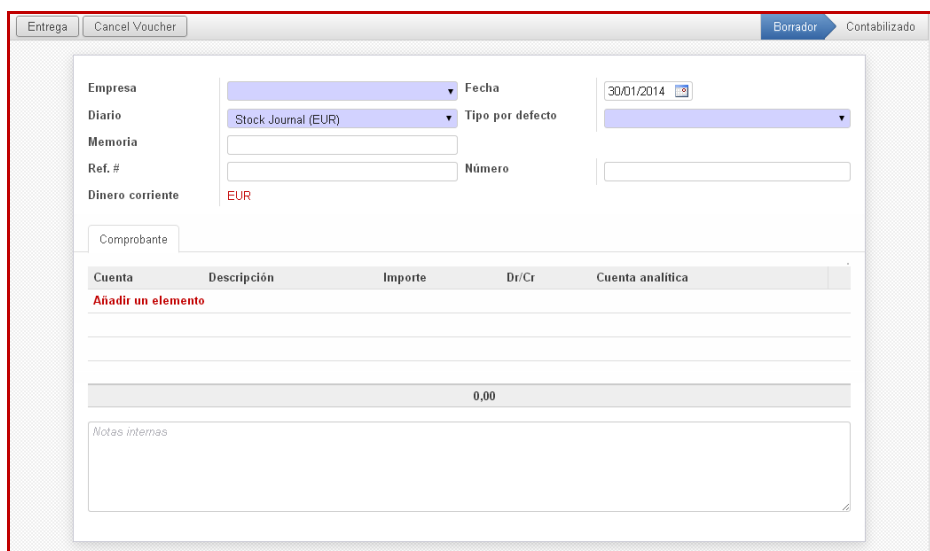 Entrega Cancel Voucher Borrador Contabilizado
Empresa Fecha 30/01/2014
Diario Stock Journal (EUR) Tipo por defecto
Memoria
Ref. # Número
Dinero corriente EUR
Comprobante
Cuenta Descripción Importe Dr/Cr Cuenta analítica
Añadir un elemento
0,00
Notas internas